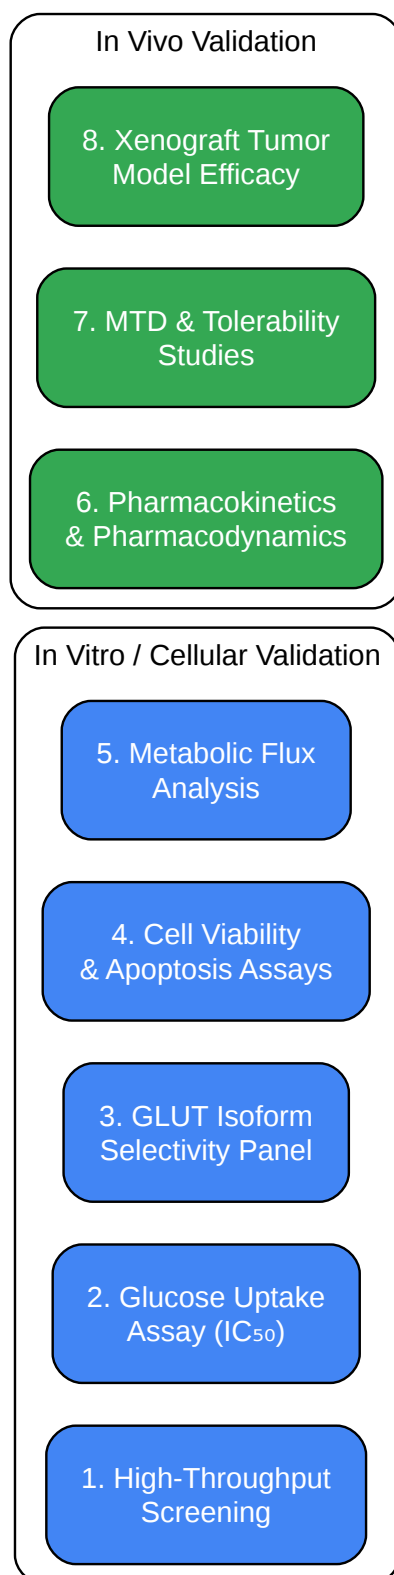 In Vivo Validation
8. Xenograft Tumor
Model Efficacy
7. MTD & Tolerability
Studies
6. Pharmacokinetics
& Pharmacodynamics
In Vitro / Cellular Validation
5. Metabolic Flux
Analysis
4. Cell Viability
& Apoptosis Assays
3. GLUT Isoform
Selectivity Panel
2. Glucose Uptake
Assay (IC₅₀)
1. High-Throughput
Screening